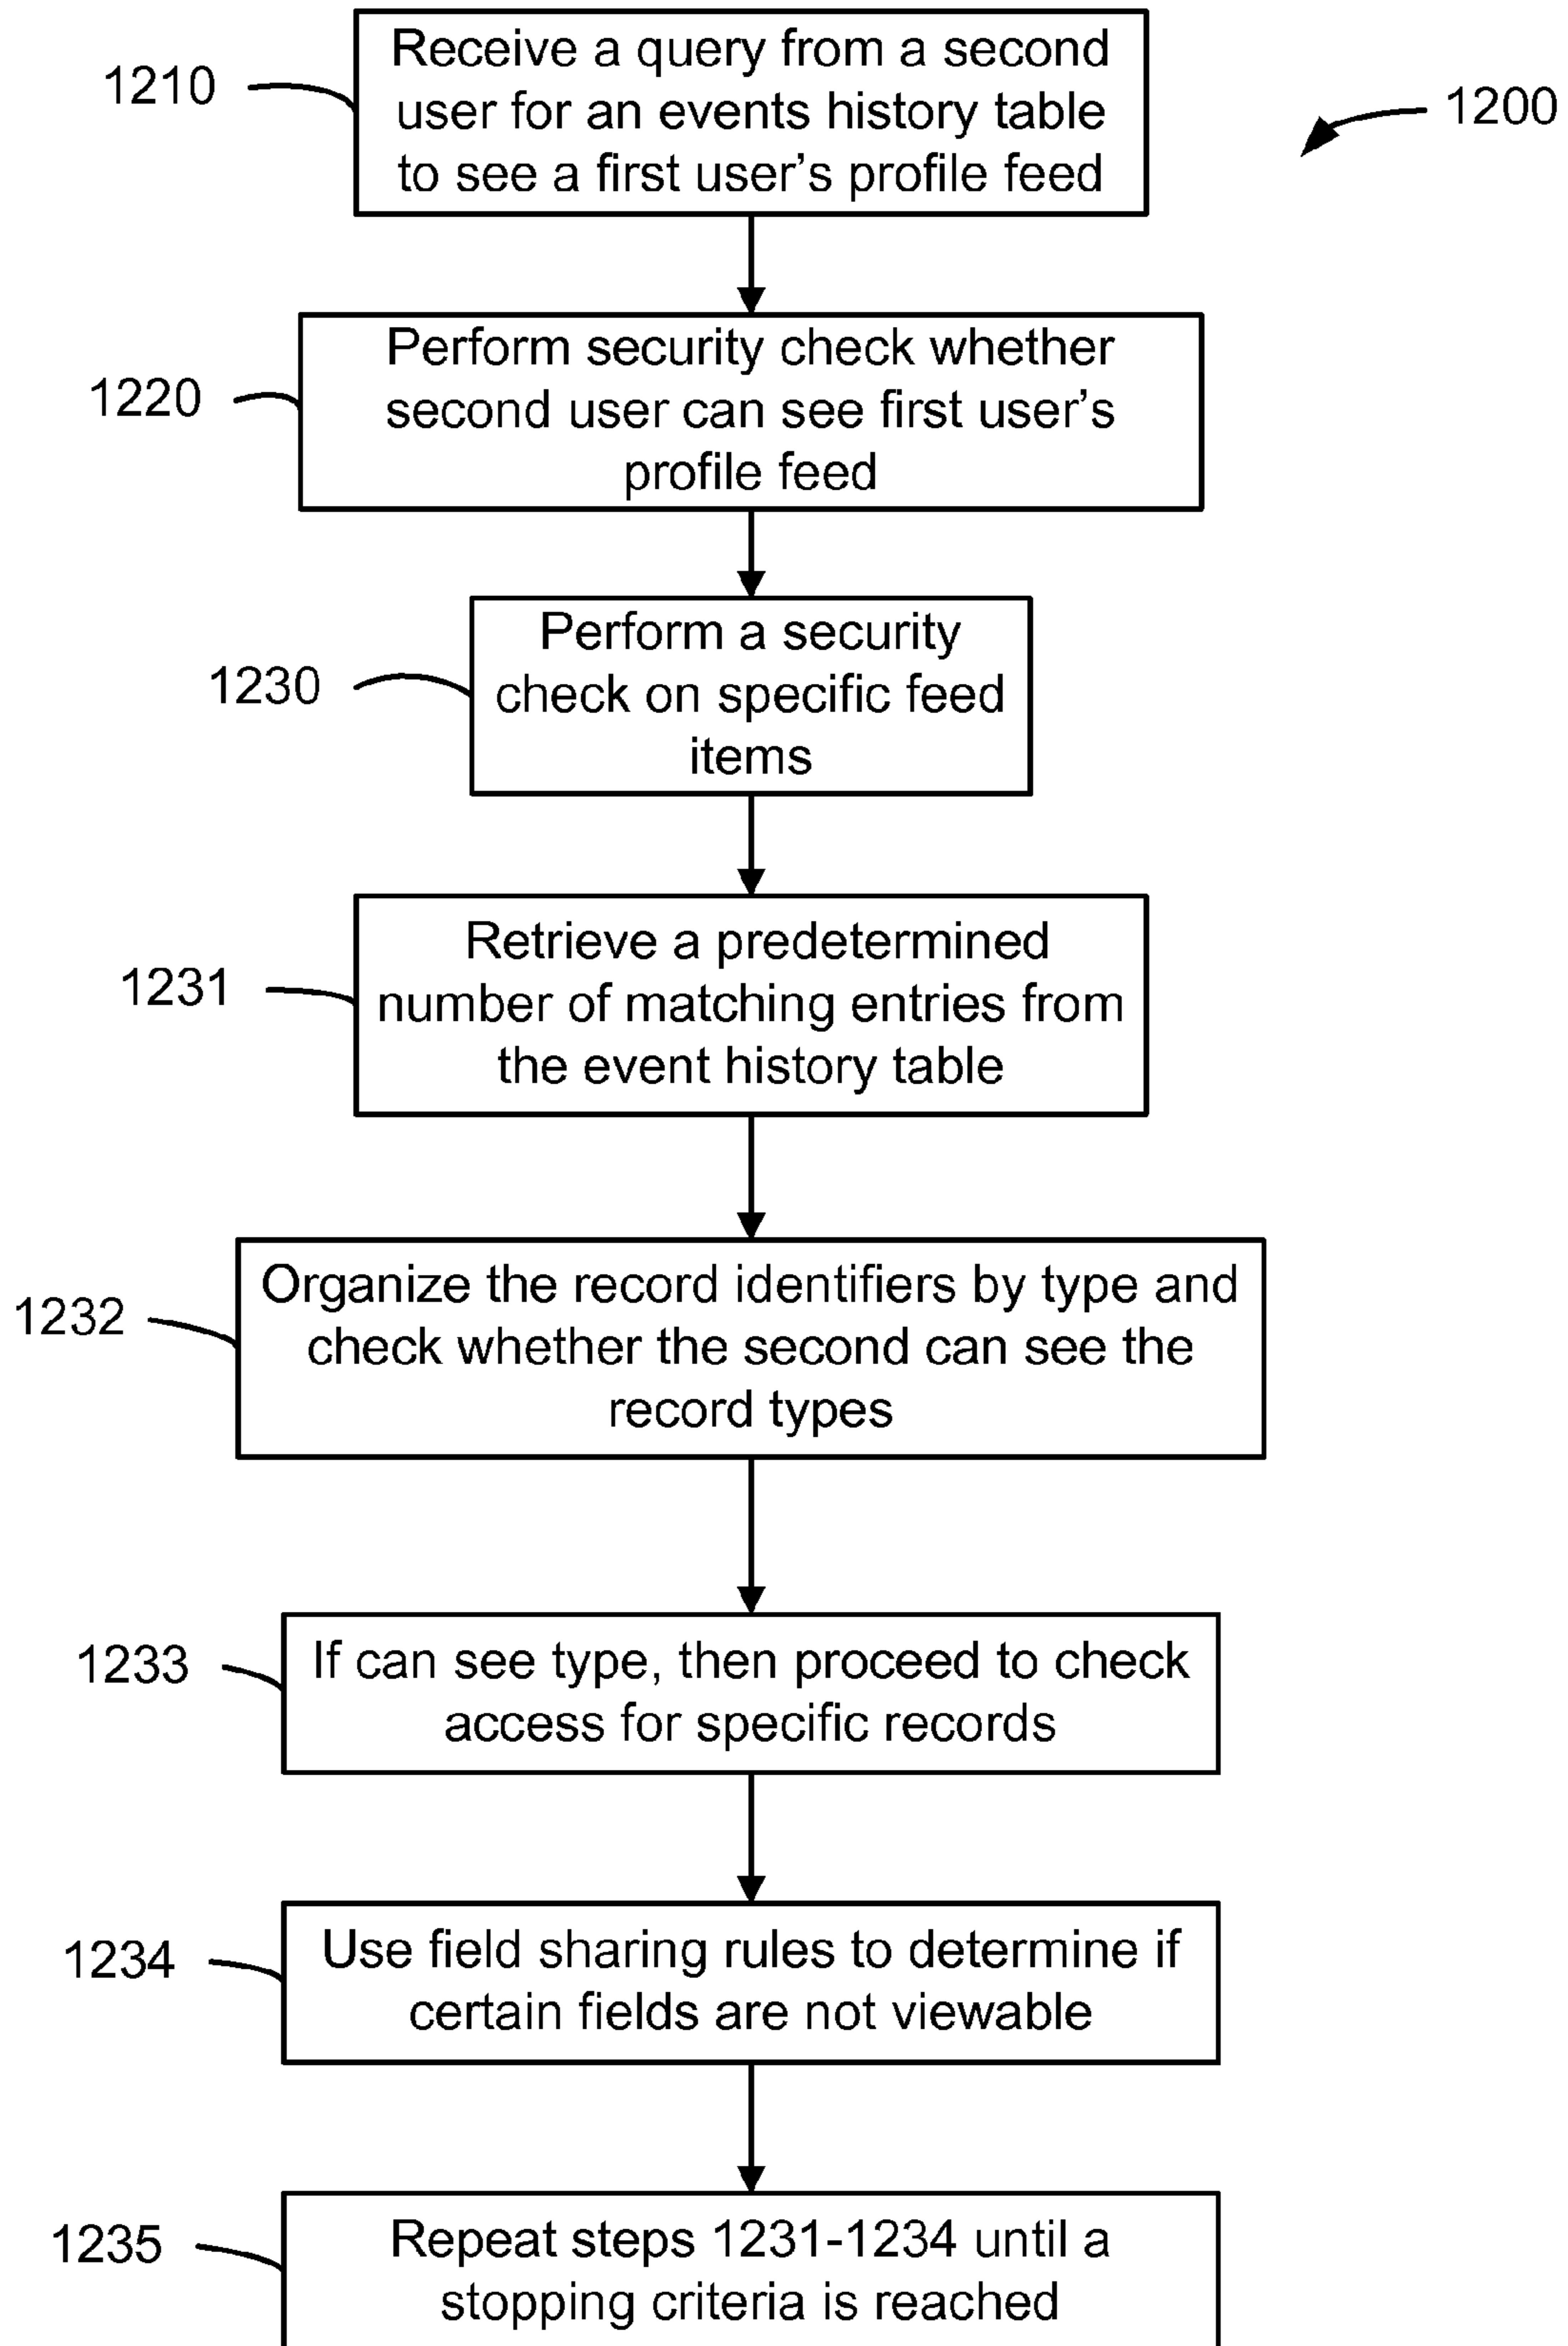 1200
1210
Receive a query from a second
user for an events history table
to see a first user's profile feed
1220
Perform security check whether
second user can see first user's
profile feed
1230
Perform a security
check on specific feed
items
1231
Retrieve a predetermined
number of matching entries from
the event history table
1232
Organize the record identifiers by type and
check whether the second can see the
record types
1233
If can see type, then proceed to check
access for specific records
1234
Use field sharing rules to determine if
certain fields are not viewable
1235
Repeat steps 1231-1234 until a
stopping criteria is reached